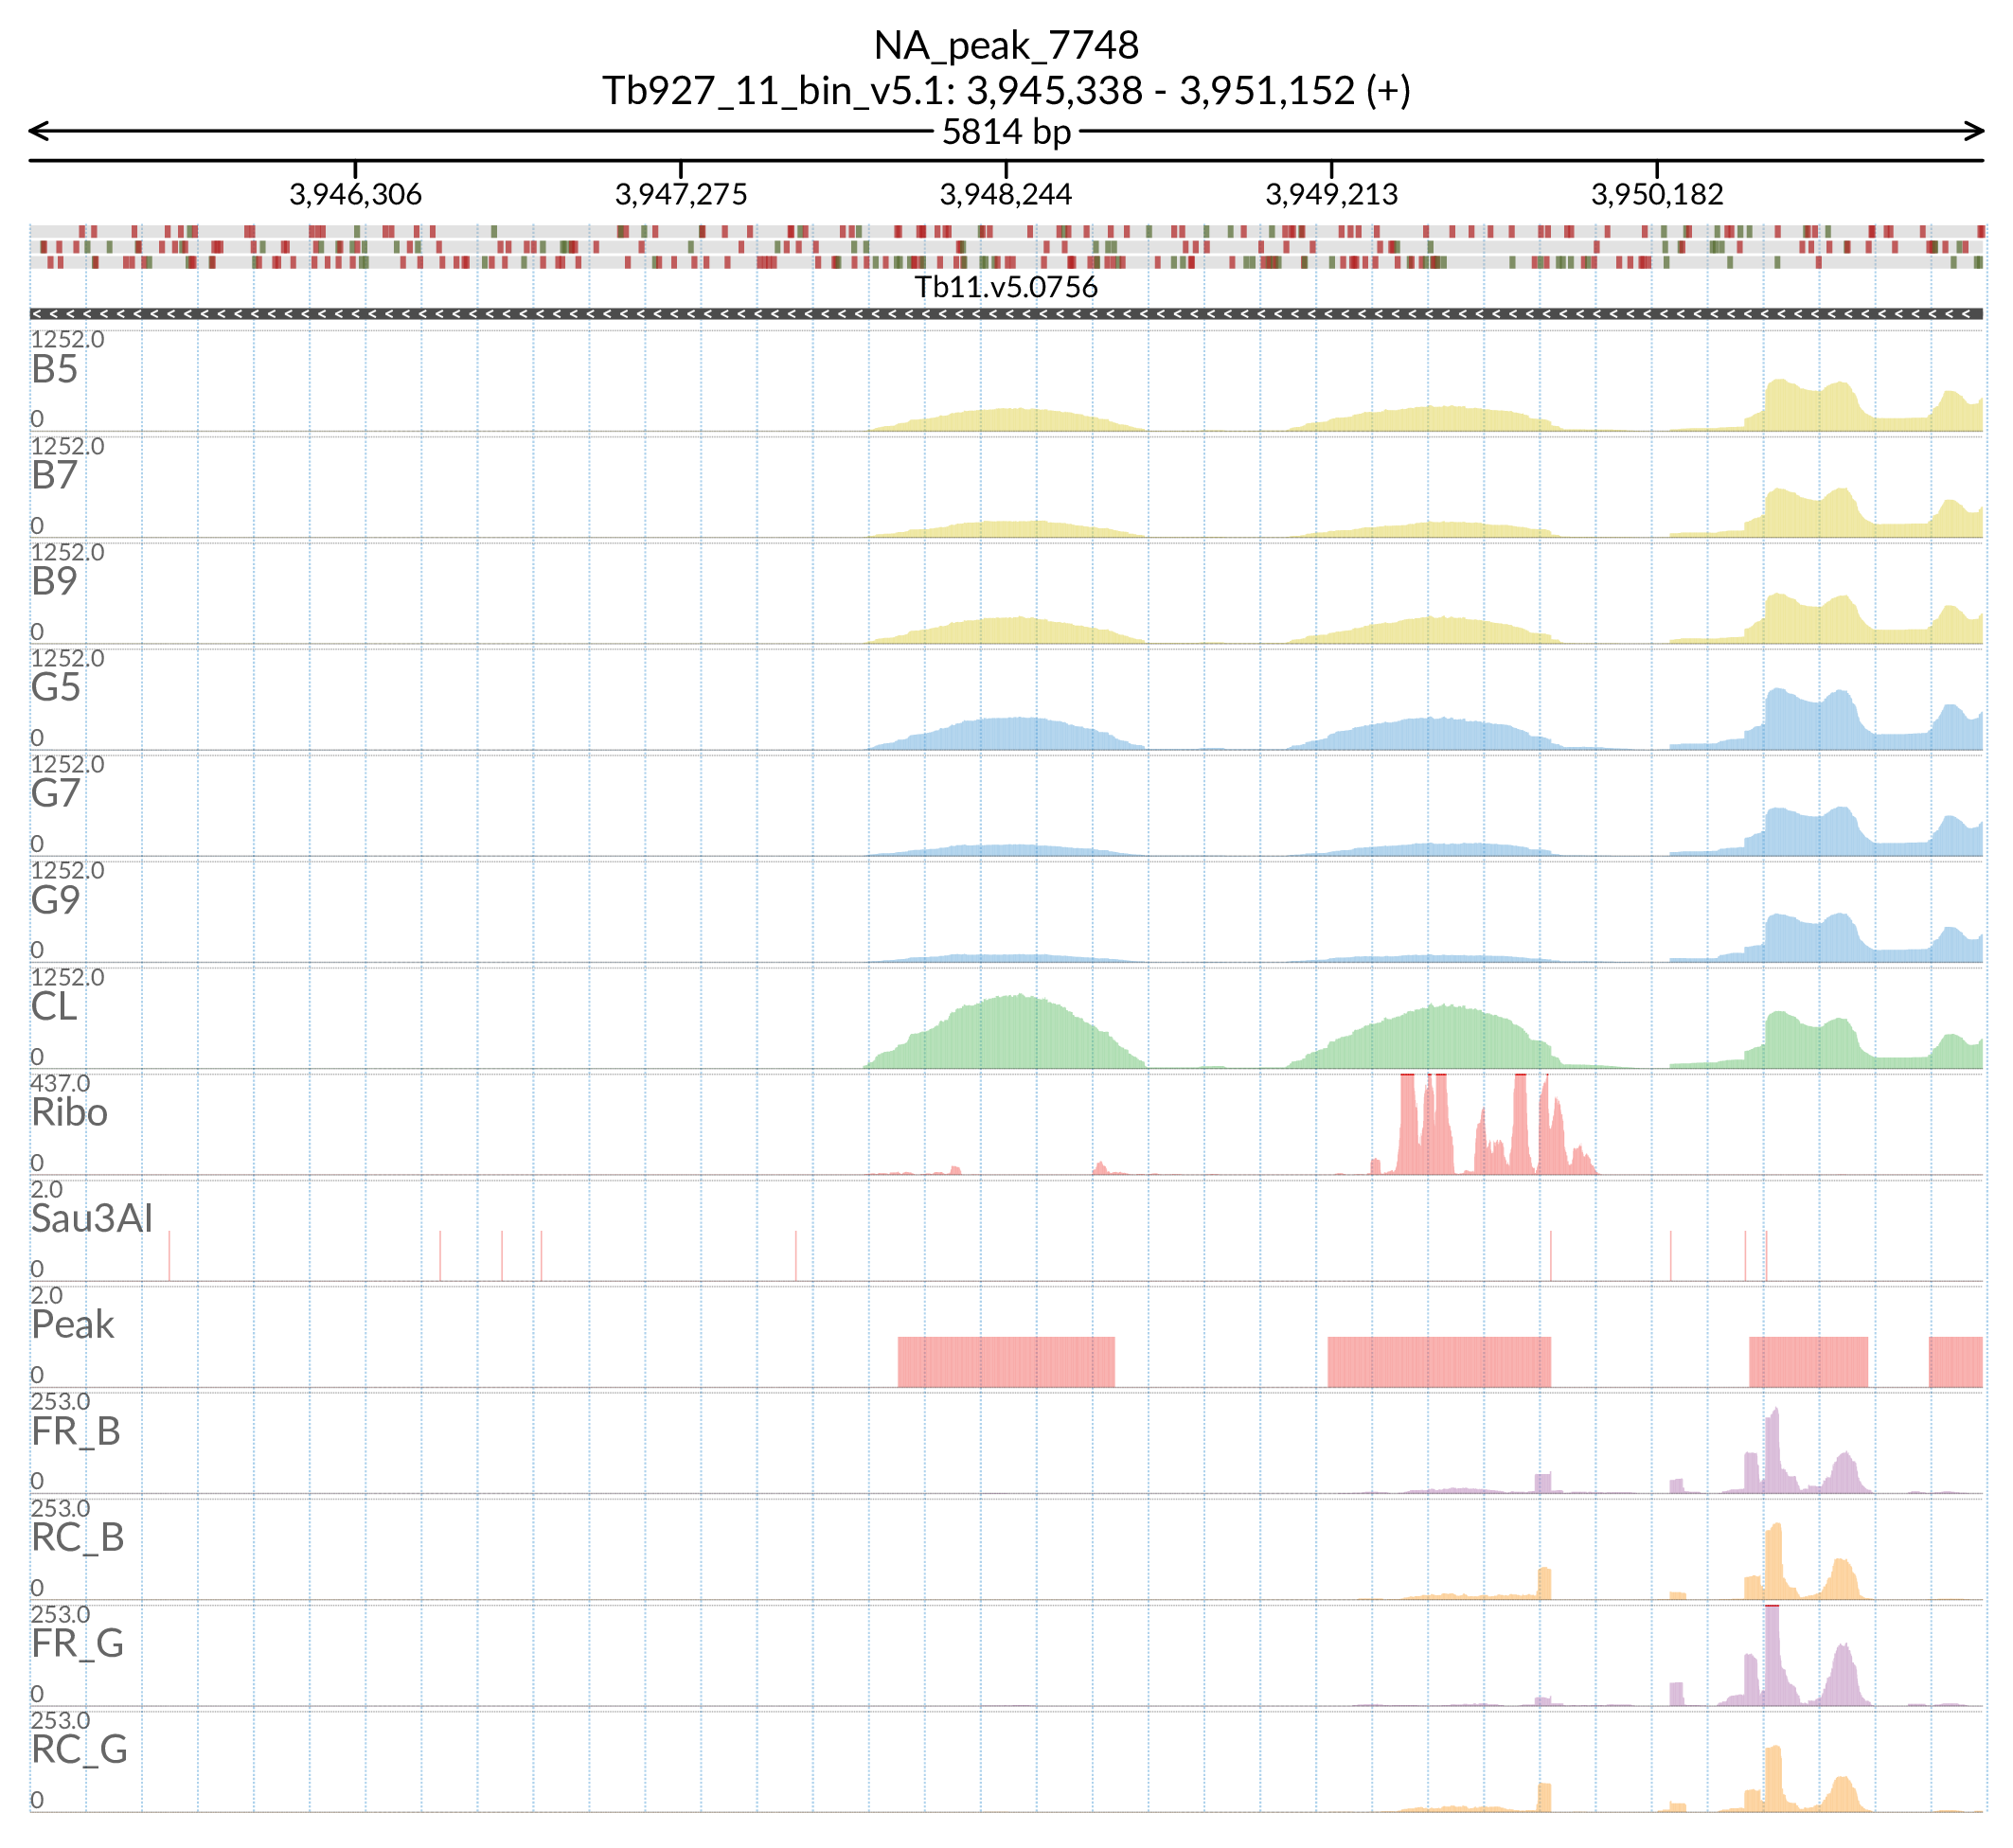 NA_peak_7748
Tb927_11_bin_v5.1: 3,945,338 - 3,951,152 (+)
5814 bp
3,946,306 3,947,275 3,948,244 3,949,213 3,950,182
Tb11.v5.0756
1252.0
B5
0
1252.0
B7
0
1252.0
B9
0
1252.0
G5
0
1252.0
G7
0
1252.0
G9
0
1252.0
CL
0
437.0
Ribo
0
2.0
Sau3AI
0
2.0
Peak
0
253.0
FR_B
0
253.0
RC_B
0
253.0
FR_G
0
253.0
RC_G
0